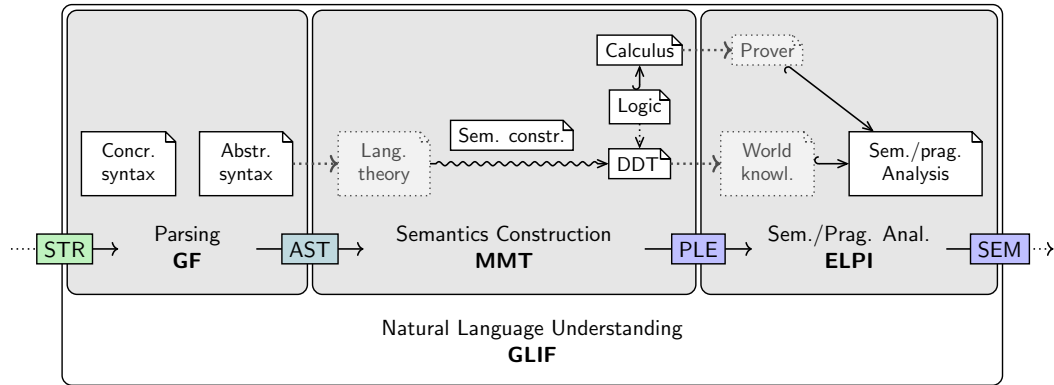 Calculus
Prover
Logic
Concr.
syntax
Abstr.
syntax
Lang.
theory
Sem. constr.
DDT
World
knowl.
Sem./prag.
Analysis
STR
Parsing
GF
AST
Semantics Construction
MMT
PLE
Sem./Prag. Anal.
ELPI
SEM
Natural Language Understanding
GLIF